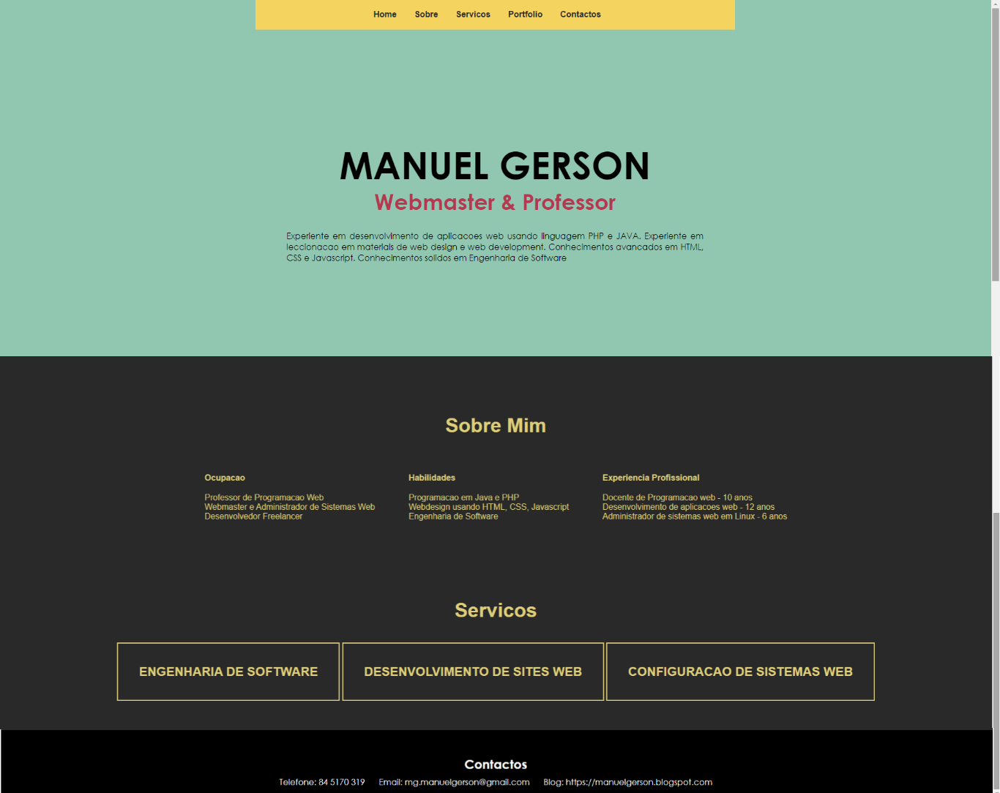 Home Sobre Servicos Portfolio Contactos
MANUEL GERSON
Webmaster & Professor
Experiente em desenvolvimento de aplicacoes web usando linguagem PHP e JAVA. Experiente em
leccionacao em materiais de web design e web development. Conhecimentos avancados em HTML,
CSS e Javascript. Conhecimentos solidos em Engenharia de Software
Sobre Mim
Ocupacao
Professor de Programacao Web
Webmaster e Administrador de Sistemas Web
Desenvolvedor Freelancer
Habilidades
Programacao em Java e PHP
Webdesign usando HTML, CSS, Javascript
Engenharia de Software
Experiencia Profissional
Docente de Programacao web - 10 anos
Desenvolvimento de aplicacoes web - 12 anos
Administrador de sistemas web em Linux - 6 anos
Servicos
ENGENHARIA DE SOFTWARE
DESENVOLVIMENTO DE SITES WEB
CONFIGURACAO DE SISTEMAS WEB
Contactos
Telefone: 84 5170 319 Email: mg.manuelgerson@gmail.com Blog: https://manuelgerson.blogspot.com